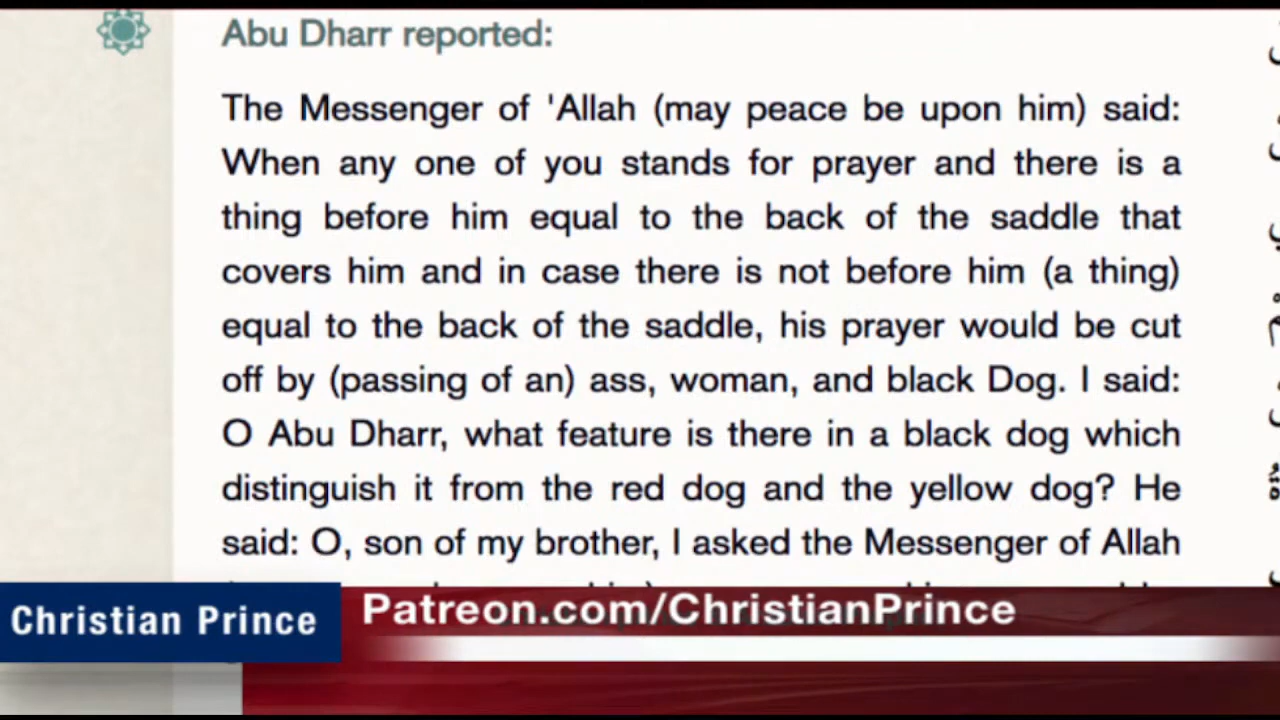 Abu Dharr reported:
The Messenger of 'Allah (may peace be upon him) said:
When any one of you stands for prayer and there is a
thing before him equal to the back of the saddle that
covers him and in case there is not before him (a thing)
equal to the back of the saddle, his prayer would be cut
off by (passing of an) ass, woman, and black Dog. I said:
O Abu Dharr, what feature is there in a black dog which
distinguish it from the red dog and the yellow dog? He
said: O, son of my brother, I asked the Messenger of Allah
Christian Prince
Patreon.com/ChristianPrince